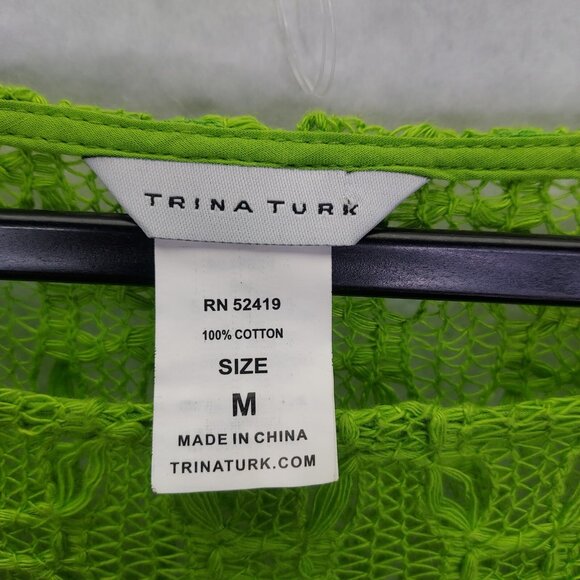 TRINA TURK
RN 52419
100% COTTON
SIZE
M
MADE IN CHINA
TRINATURK.COM